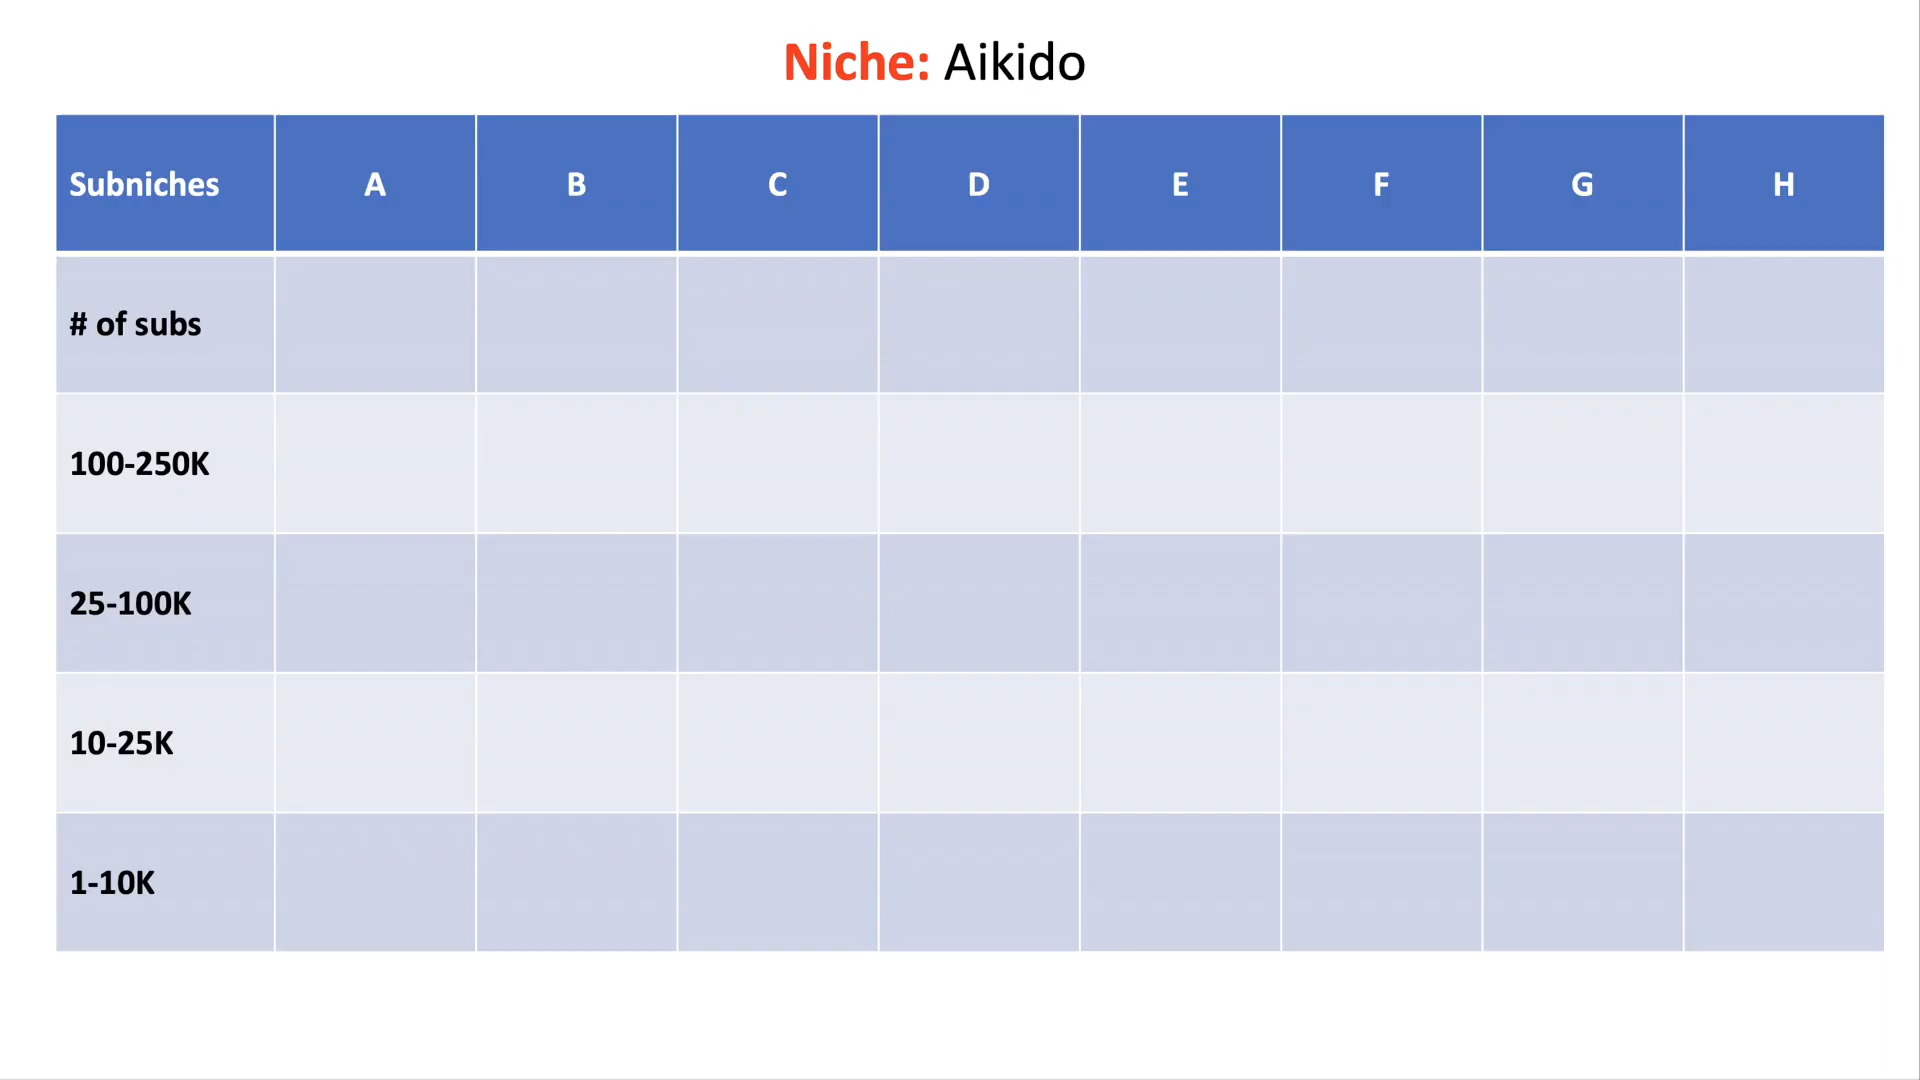 Niche: Aikido
Subniches A B C D E F G H
# of subs
100-250K
25-100K
10-25K
1-10K